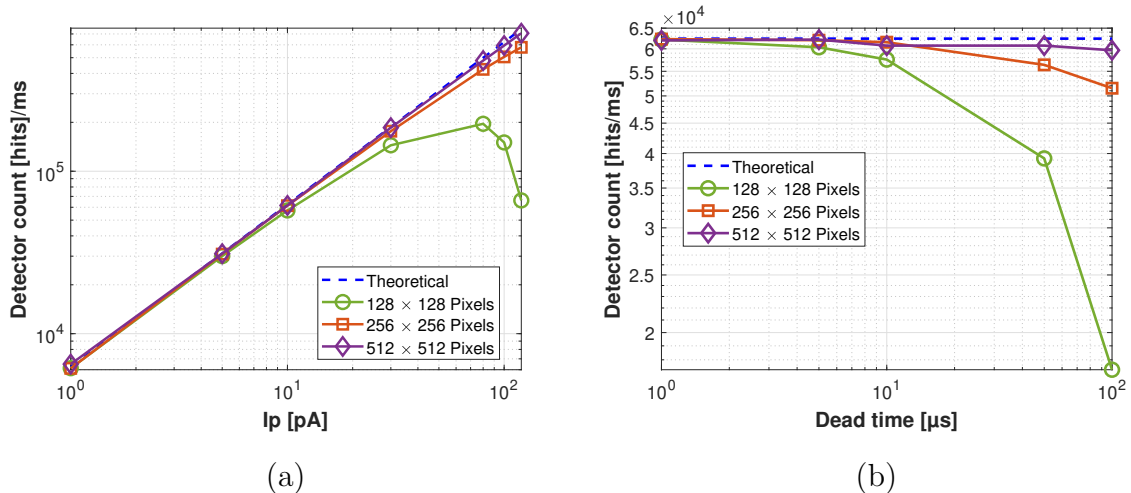 10^5
10^4
10^0
10^1
10^2
Detector count [hits]/ms
Ip [pA]
Theoretical
128 × 128 Pixels
256 × 256 Pixels
512 × 512 Pixels
(a)
×10^4
6.5
6
5.5
5
4.5
4
3.5
3
2.5
2
10^0
10^1
10^2
Detector count [hits/ms]
Dead time [µs]
Theoretical
128 × 128 Pixels
256 × 256 Pixels
512 × 512 Pixels
(b)